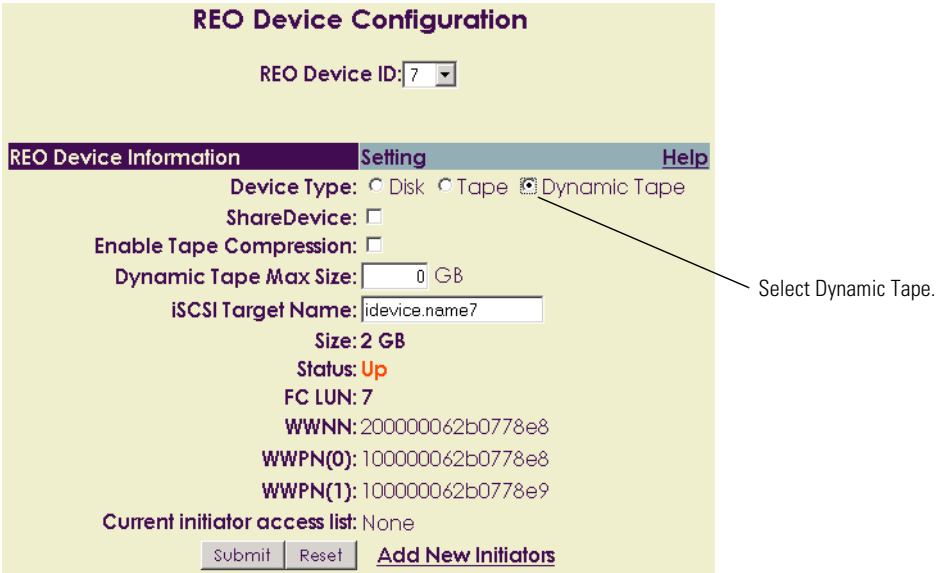 REO Device Configuration
REO Device ID: 7
REO Device Information Setting Help
Device Type: Disk Tape Dynamic Tape
ShareDevice:
Enable Tape Compression:
Dynamic Tape Max Size: 0 GB
Select Dynamic Tape.
iSCSI Target Name: idevice.name7
Size: 2 GB
Status: Up
FC LUN: 7
WWNN: 200000062b0778e8
WWPN(0): 100000062b0778e8
WWPN(1): 100000062b0778e9
Current initiator access list: None
Submit Reset Add New Initiators